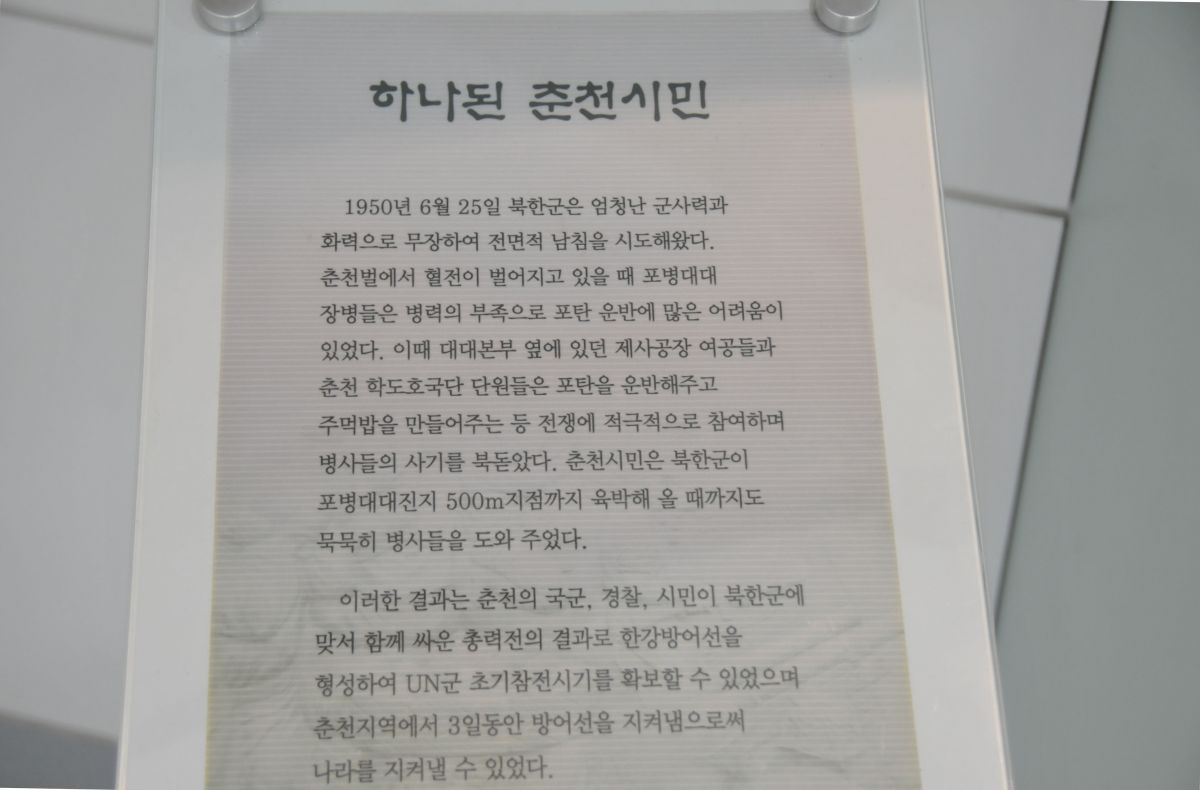 하나된 춘천시민
1950년 6월 25일 북한군은 엄청난 군사력과
화력으로 무장하여 전면적 남침을 시도해왔다.
춘천벌에서 혈전이 벌어지고 있을 때 포병대대
장병들은 병력의 부족으로 포탄 운반에 많은 어려움이
있었다. 이때 대대본부 옆에 있던 제사공장 여공들과
춘천 학도호국단 단원들은 포탄을 운반해주고
주먹밥을 만들어주는 등 전쟁에 적극적으로 참여하며
병사들의 사기를 북돋았다. 춘천시민은 북한군이
포병대대진지 500m지점까지 육박해 올 때까지도
묵묵히 병사들을 도와 주었다.
이러한 결과는 춘천의 국군, 경찰, 시민이 북한군에
맞서 함께 싸운 총력전의 결과로 한강방어선을
형성하여 UN군 초기참전시기를 확보할 수 있었으며
춘천지역에서 3일동안 방어선을 지켜냄으로써
나라를 지켜낼 수 있었다.